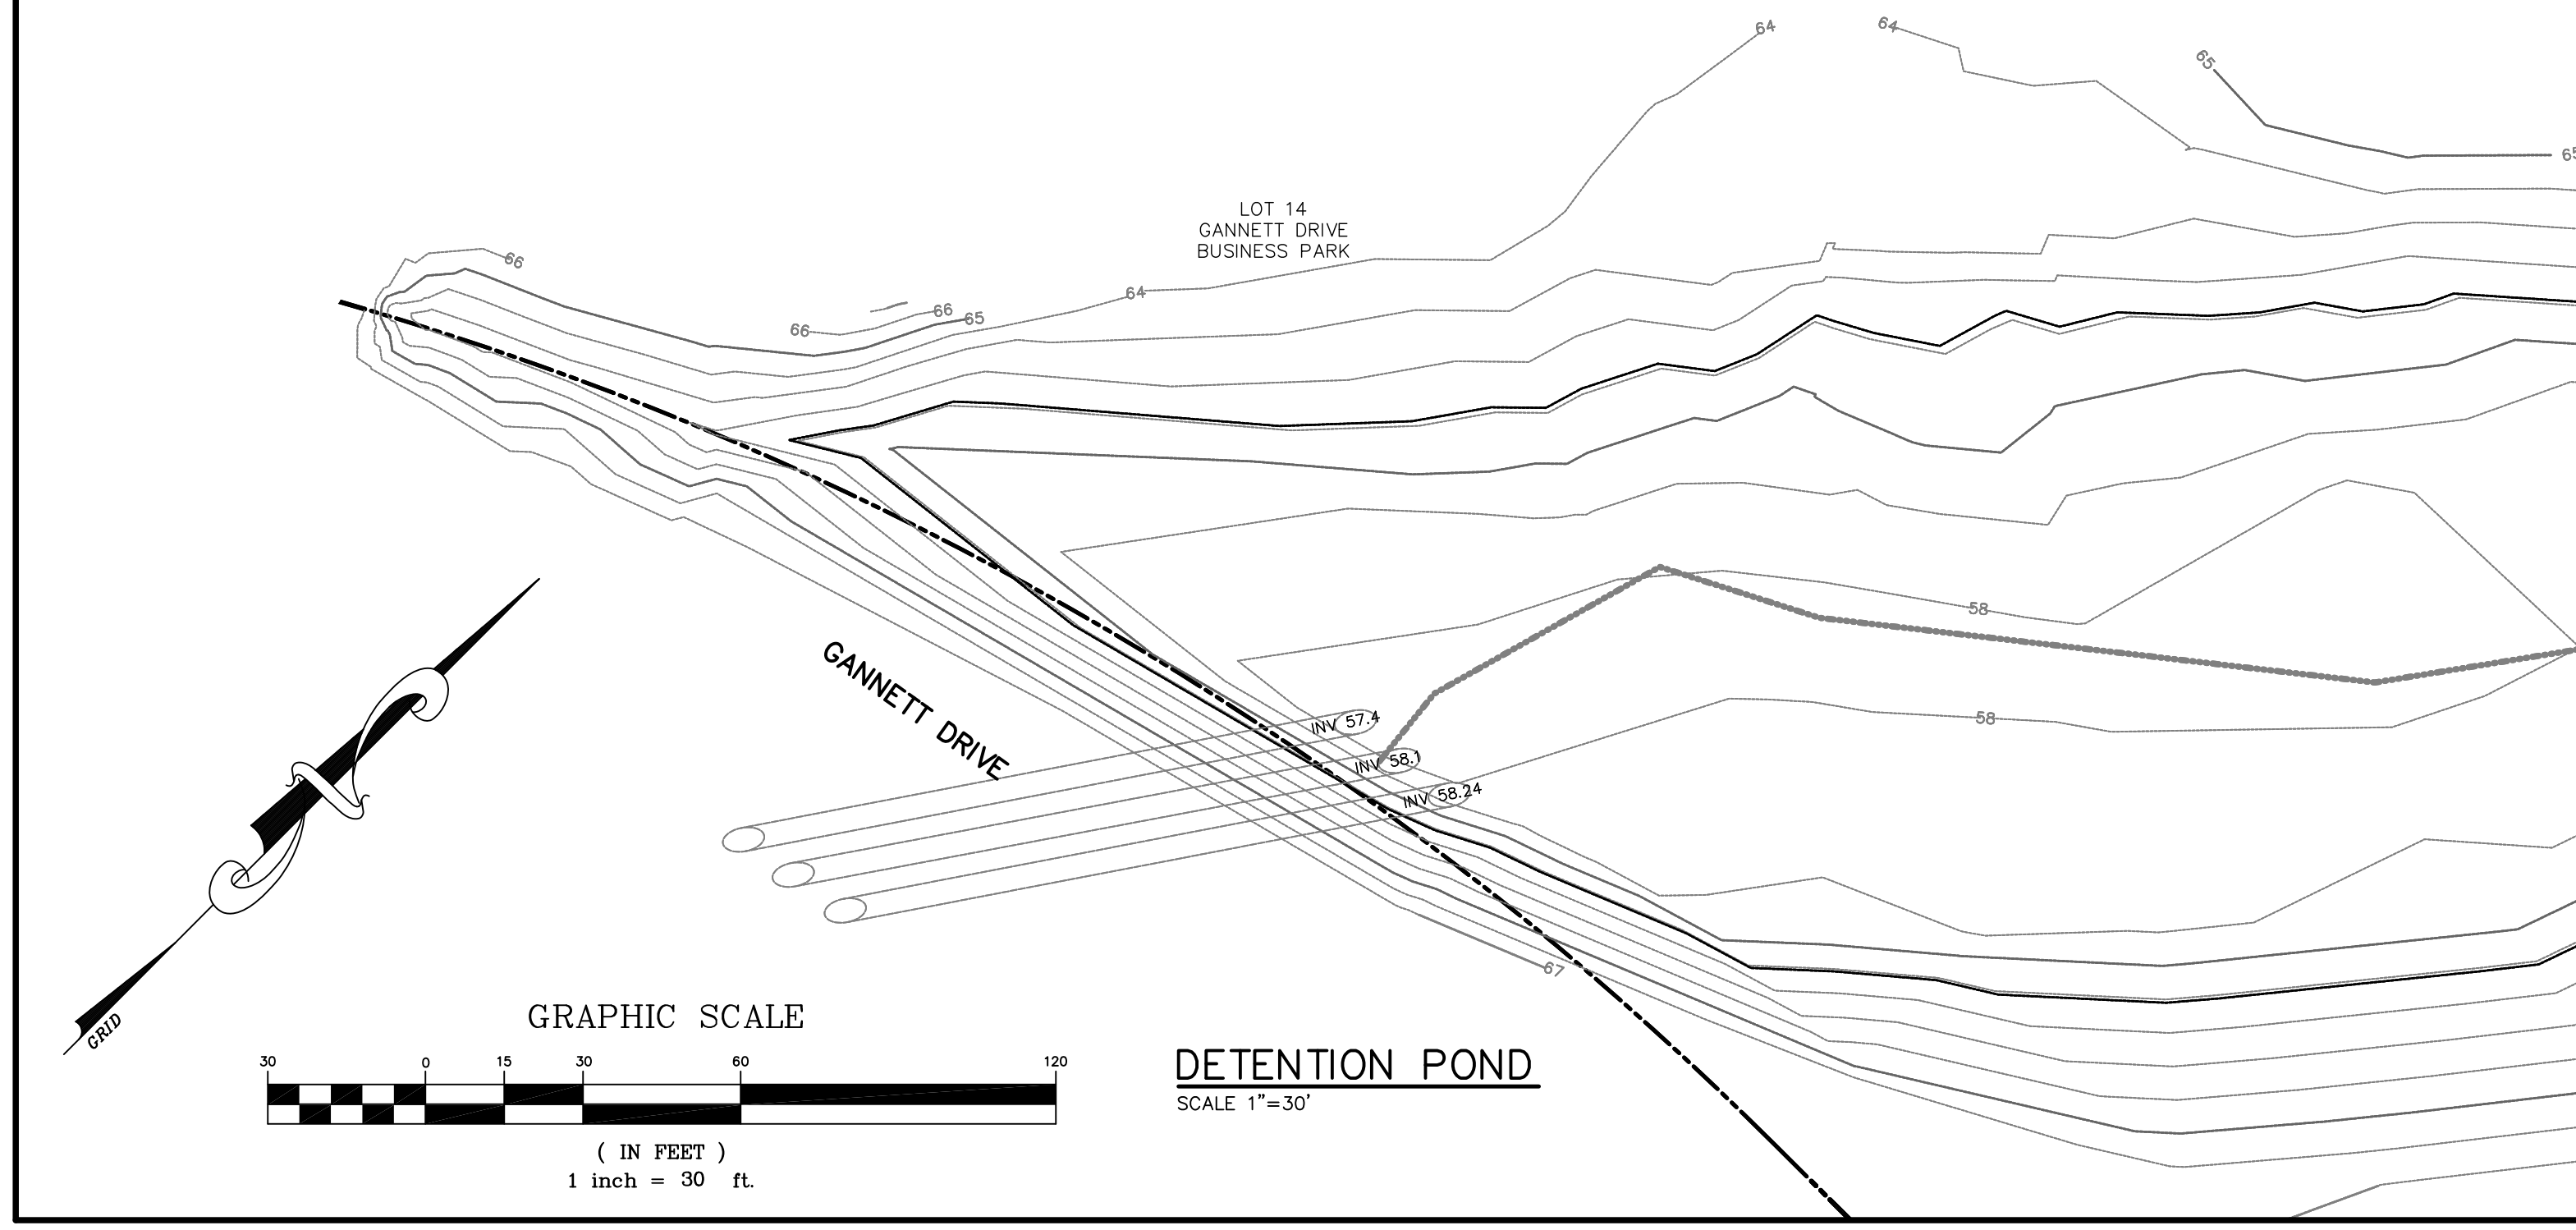 64
64
65
65
LOT 14
GANNETT DRIVE
BUSINESS PARK
66
64
66
66
65
58
GANNETT DRIVE
INV 57.4
58
INV 58.1
INV 58.24
67
GRID
GRAPHIC SCALE
30 0 15 30 60 120
( IN FEET )
1 inch = 30 ft.
DETENTION POND
SCALE 1"=30'